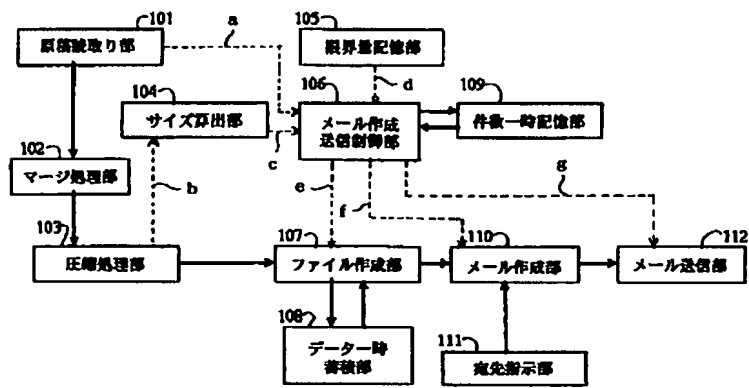 101
原稿読取り部
a
105
限界量記憶部
d
104
サイズ算出部
c
106
メール作成
送信制御部
109
件数一時記憶部
102
マージ処理部
b
e
f
g
103
圧縮処理部
107
ファイル作成部
110
メール作成部
112
メール送信部
108
データ一時
蓄積部
111
宛先指示部